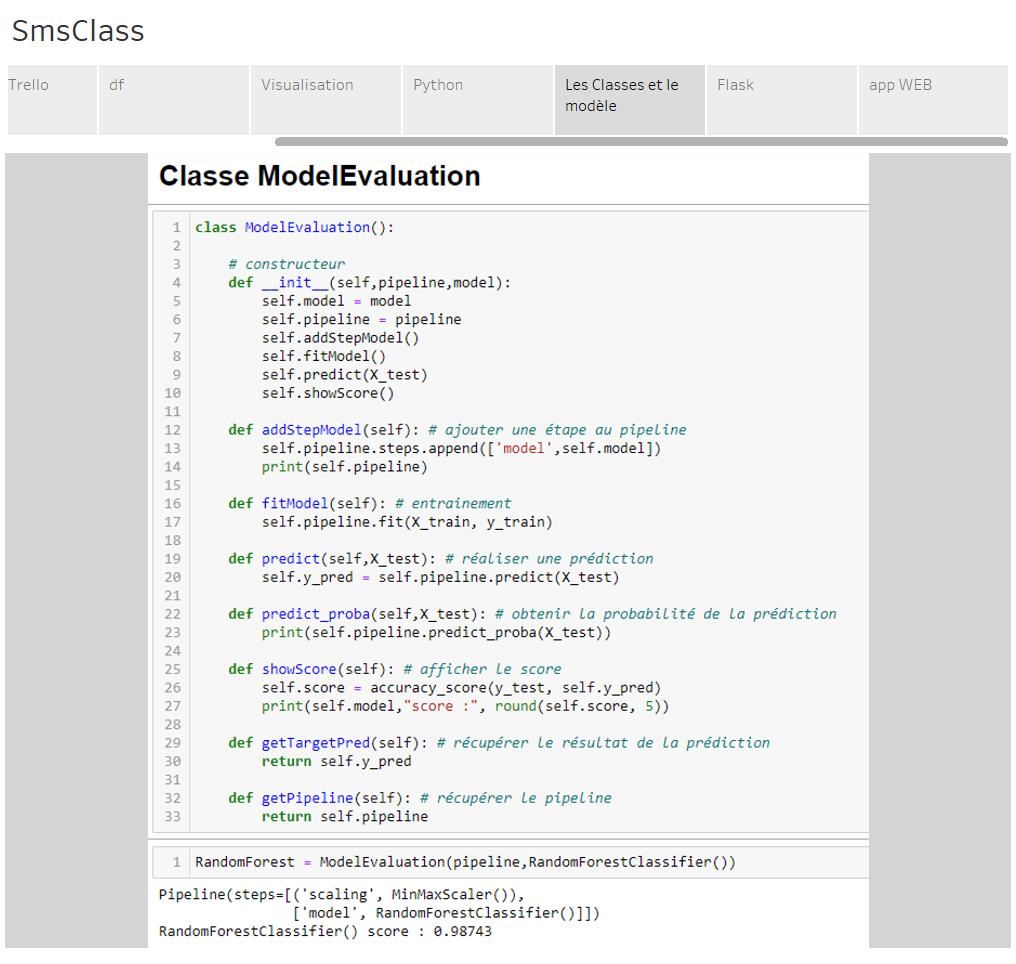 SmsClass
Trello
df
Visualisation
Python
Les Classes et le
modèle
Flask
app WEB
Classe ModelEvaluation
1 class ModelEvaluation():
2
3     # constructeur
4     def __init__(self,pipeline,model):
5         self.model = model
6         self.pipeline = pipeline
7         self.addStepModel()
8         self.fitModel()
9         self.predict(X_test)
10         self.showScore()
11
12     def addStepModel(self): # ajouter une étape au pipeline
13         self.pipeline.steps.append(['model',self.model])
14         print(self.pipeline)
15
16     def fitModel(self): # entrainement
17         self.pipeline.fit(X_train, y_train)
18
19     def predict(self,X_test): # réaliser une prédiction
20         self.y_pred = self.pipeline.predict(X_test)
21
22     def predict_proba(self,X_test): # obtenir la probabilité de la prédiction
23         print(self.pipeline.predict_proba(X_test))
24
25     def showScore(self): # afficher le score
26         self.score = accuracy_score(y_test, self.y_pred)
27         print(self.model,"score :", round(self.score, 5))
28
29     def getTargetPred(self): # récupérer le résultat de la prédiction
30         return self.y_pred
31
32     def getPipeline(self): # récupérer le pipeline
33         return self.pipeline
1 RandomForest = ModelEvaluation(pipeline,RandomForestClassifier())
Pipeline(steps=[('scaling', MinMaxScaler()),
                ['model', RandomForestClassifier()]])
RandomForestClassifier() score : 0.98743